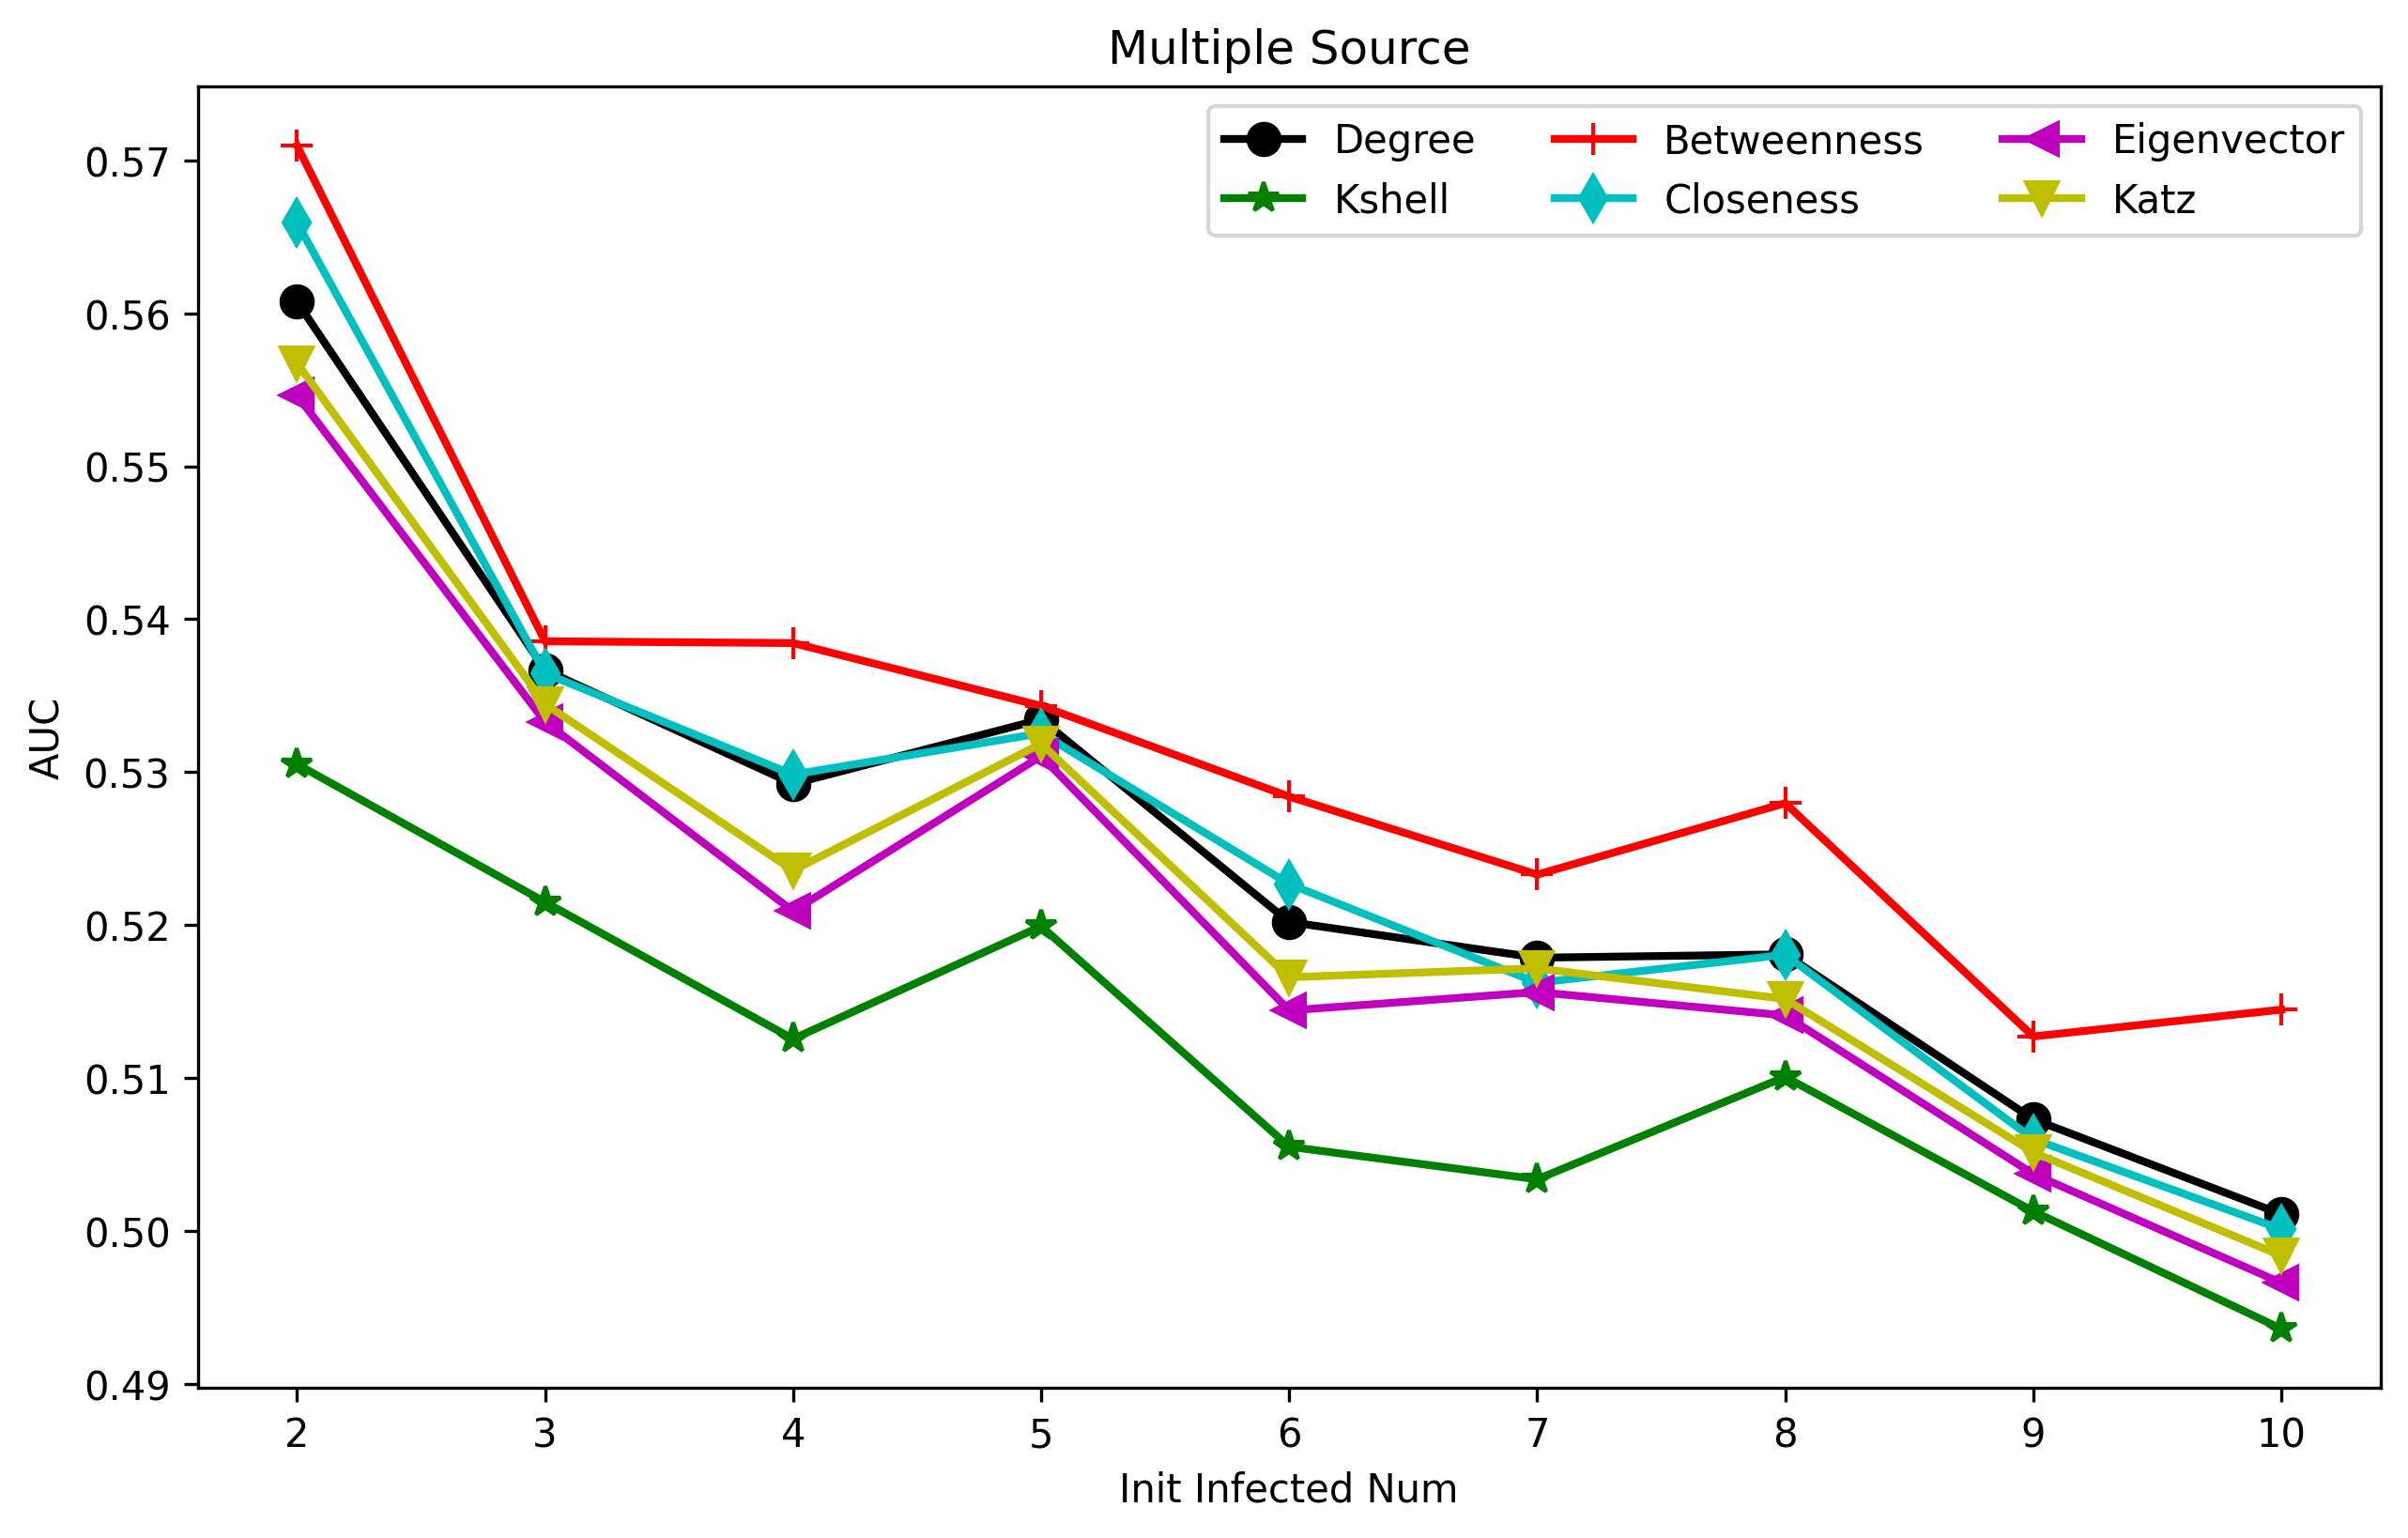 Multiple Source
Degree Betweenness Eigenvector
Kshell Closeness Katz
0.57
0.56
0.55
0.54
0.53
0.52
0.51
0.50
0.49
AUC
2 3 4 5 6 7 8 9 10
Init Infected Num